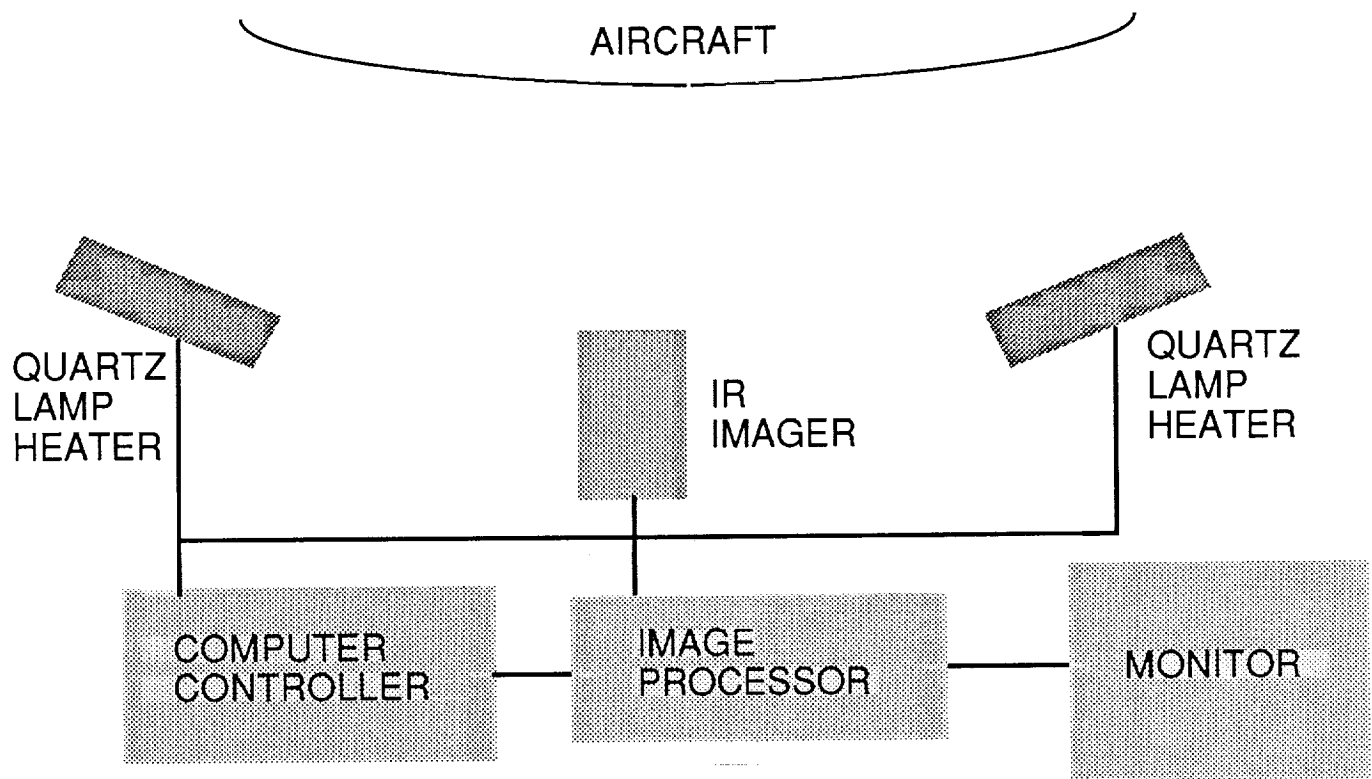 AIRCRAFT
QUARTZ
LAMP
HEATER
IR
IMAGER
QUARTZ
LAMP
HEATER
COMPUTER
CONTROLLER
IMAGE
PROCESSOR
MONITOR